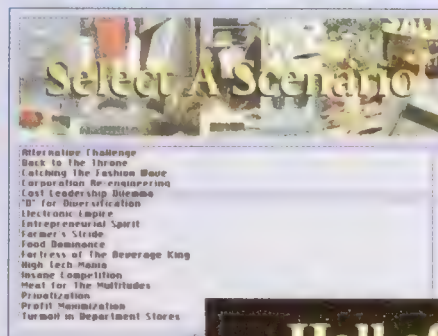 Select A Scenario
Alternative Challenge
Back to The Throne
Catching The Fashion Wave
Corporation Re-engineering
Cost Leadership Dilemma
"D" for Diversification
Electronic Empire
Entrepreneurial Spirit
Farmer's Stride
Food Dominance
Fortress of The Beverage King
High Tech Mania
Insane Competition
Meat for The Multitudes
Privatization
Profit Maximization
Turmoil in Department Stores